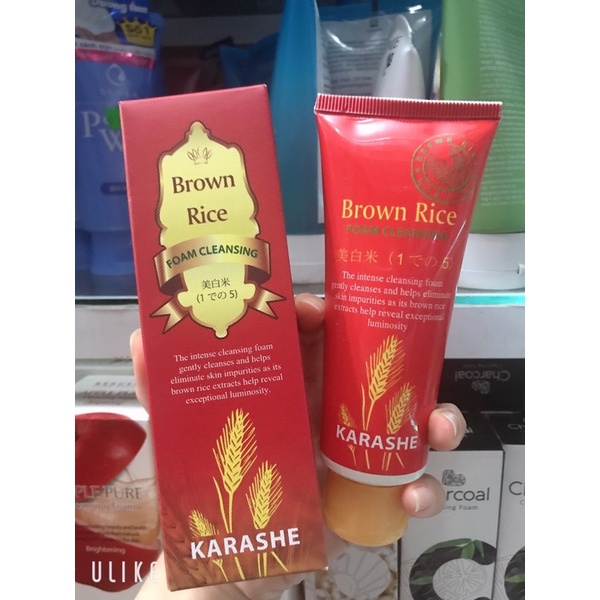 Brown
Rice
FOAM CLEANSING
美白米
(1での5)
The intense cleansing foam
gently cleanses and helps
eliminate skin impurities as its
brown rice extracts help reveal
exceptional luminosity.
KARASHE
Brown Rice
FOAM CLEANSING
美白米 (1での5)
The intense cleansing foam
gently cleanses and helps eliminate
skin impurities as its brown rice
extracts help reveal exceptional
luminosity
KARASHE
Charcoal
Brightening
ULIKE